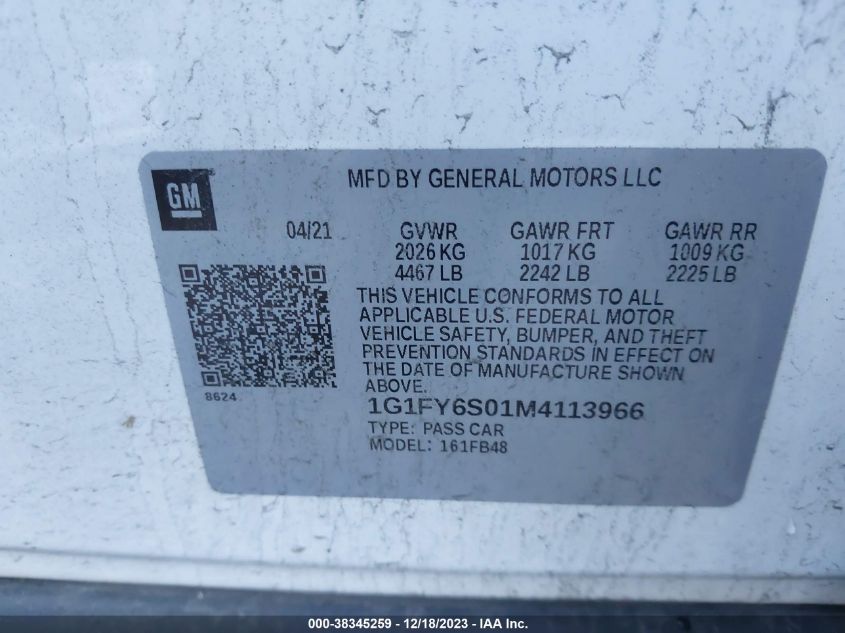 GM
MFD BY GENERAL MOTORS LLC
04/21 GVWR GAWR FRT GAWR RR
2026 KG 1017 KG 1009 KG
4467 LB 2242 LB 2225 LB
THIS VEHICLE CONFORMS TO ALL
APPLICABLE U.S. FEDERAL MOTOR
VEHICLE SAFETY, BUMPER, AND THEFT
PREVENTION STANDARDS IN EFFECT ON
THE DATE OF MANUFACTURE SHOWN
ABOVE.
8624
1G1FY6S01M4113966
TYPE: PASS CAR
MODEL: 161FB48
000-38345259 - 12/18/2023 - IAA Inc.